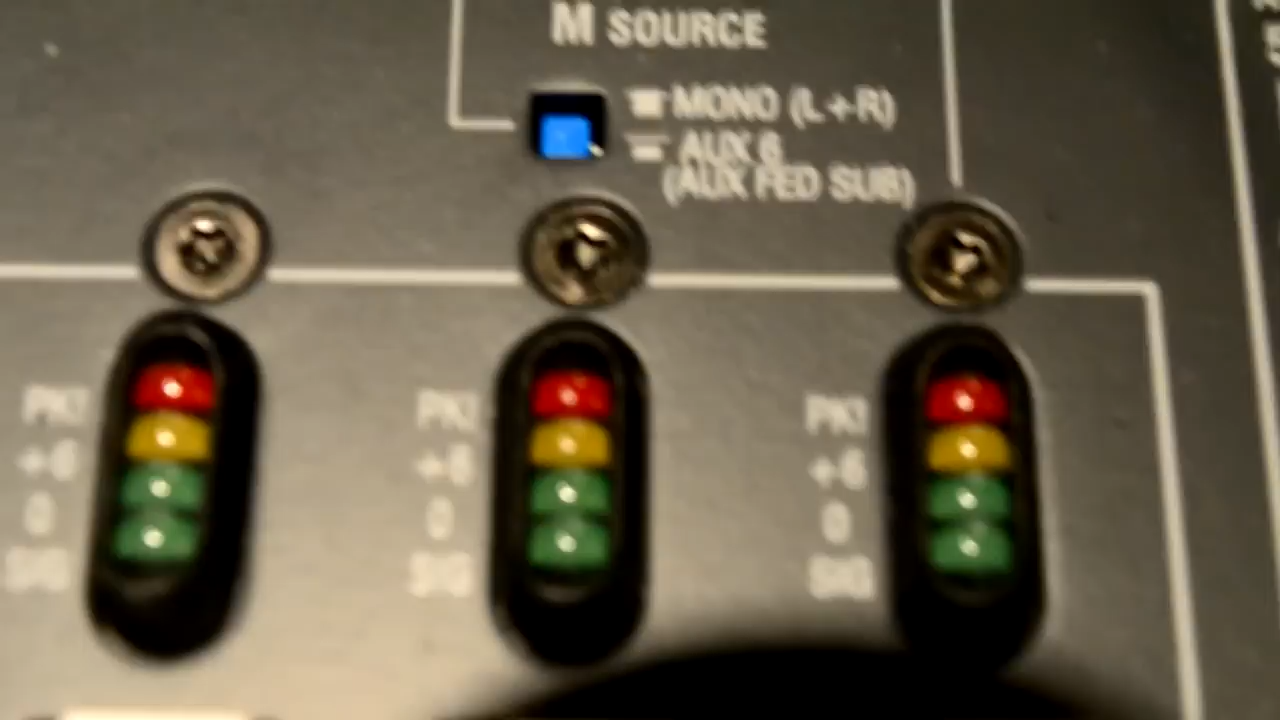 M SOURCE
MONO (L+R)
AUX 6
(AUX FED SUB)
PK! PK! PK!
+6 +6 +6
0 0 0
SIG SIG SIG